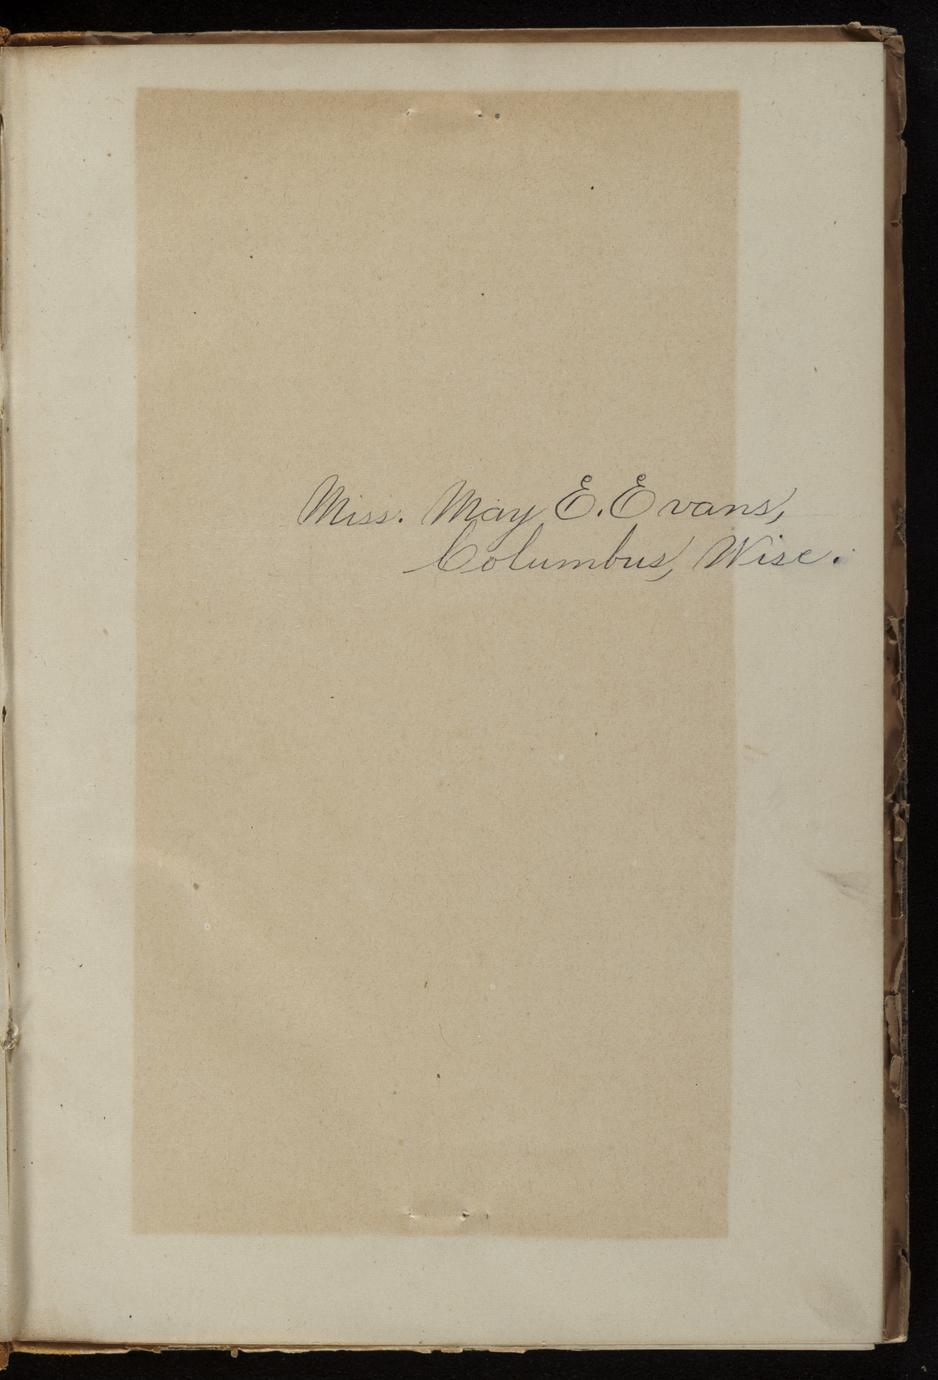 Miss. May E. Evans,
Columbus, Wisc.